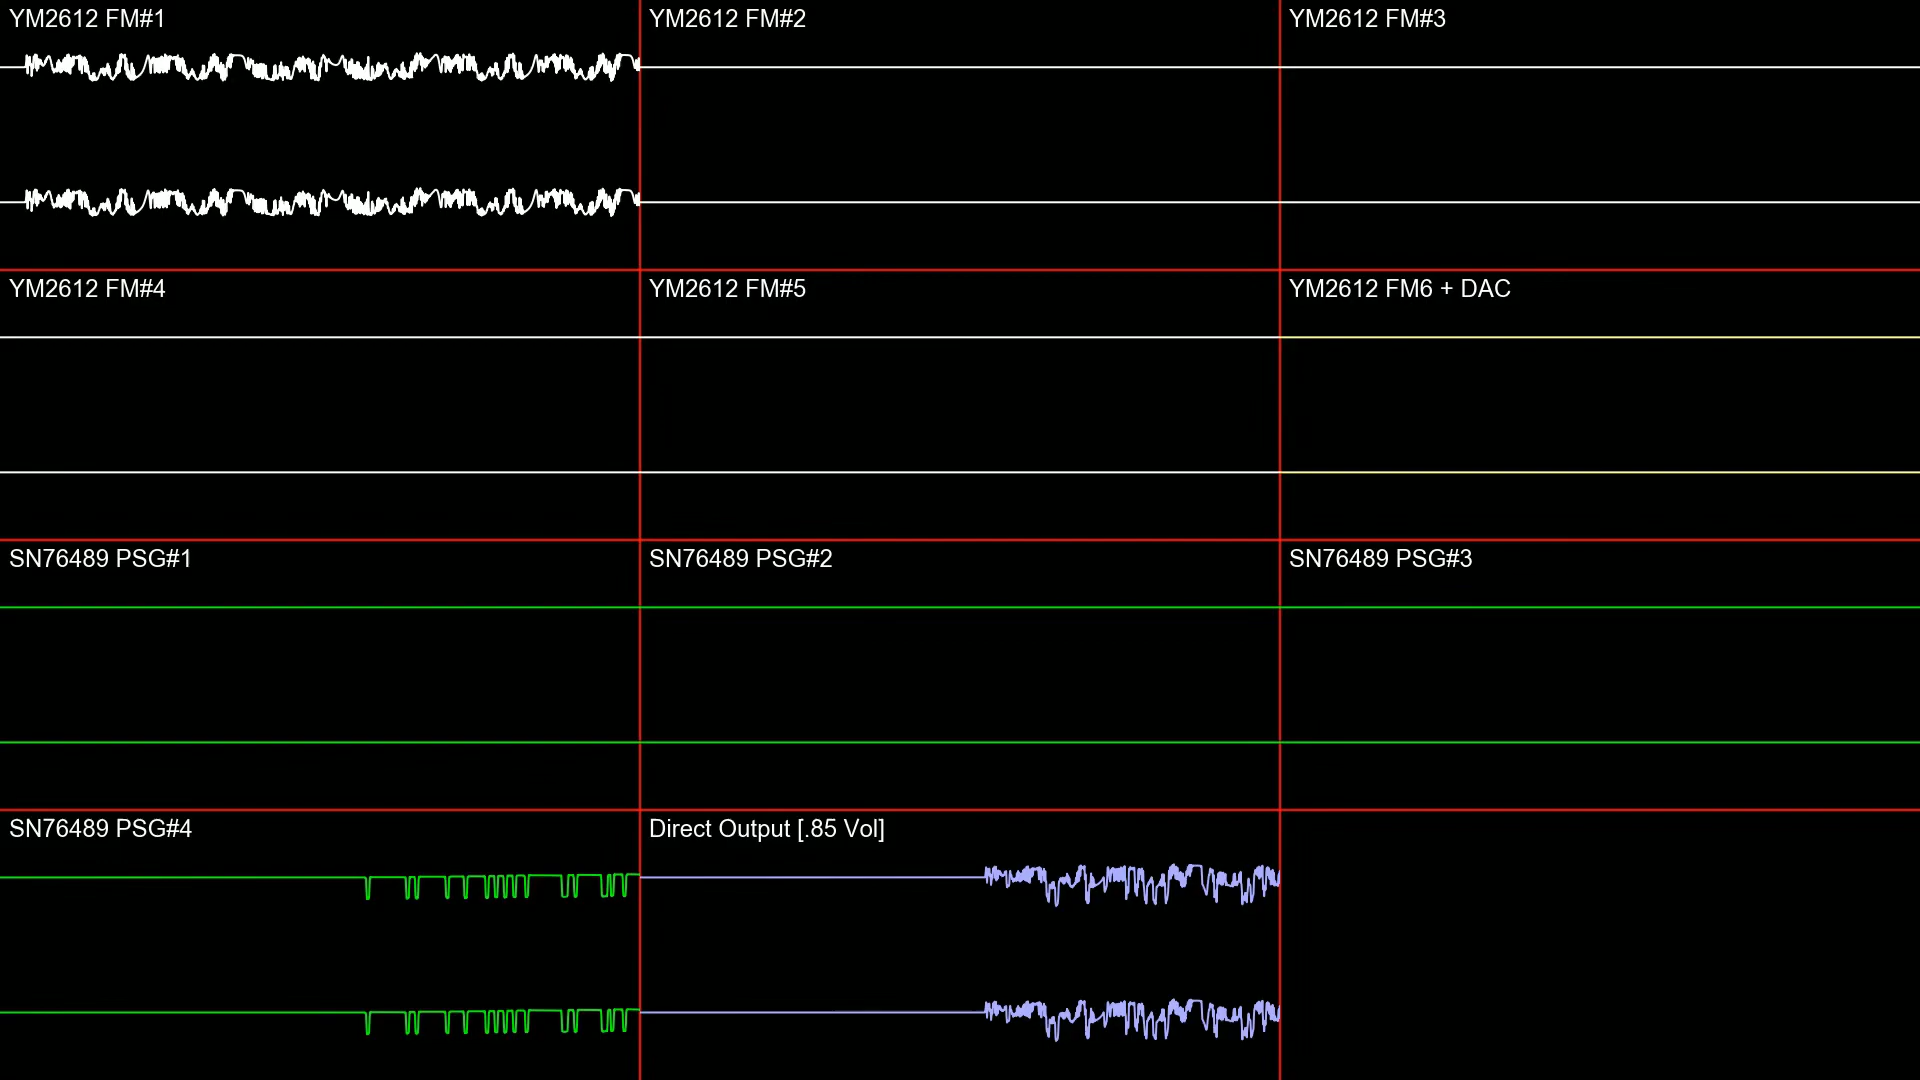 YM2612 FM#1
YM2612 FM#2
YM2612 FM#3
YM2612 FM#4
YM2612 FM#5
YM2612 FM6 + DAC
SN76489 PSG#1
SN76489 PSG#2
SN76489 PSG#3
SN76489 PSG#4
Direct Output [.85 Vol]